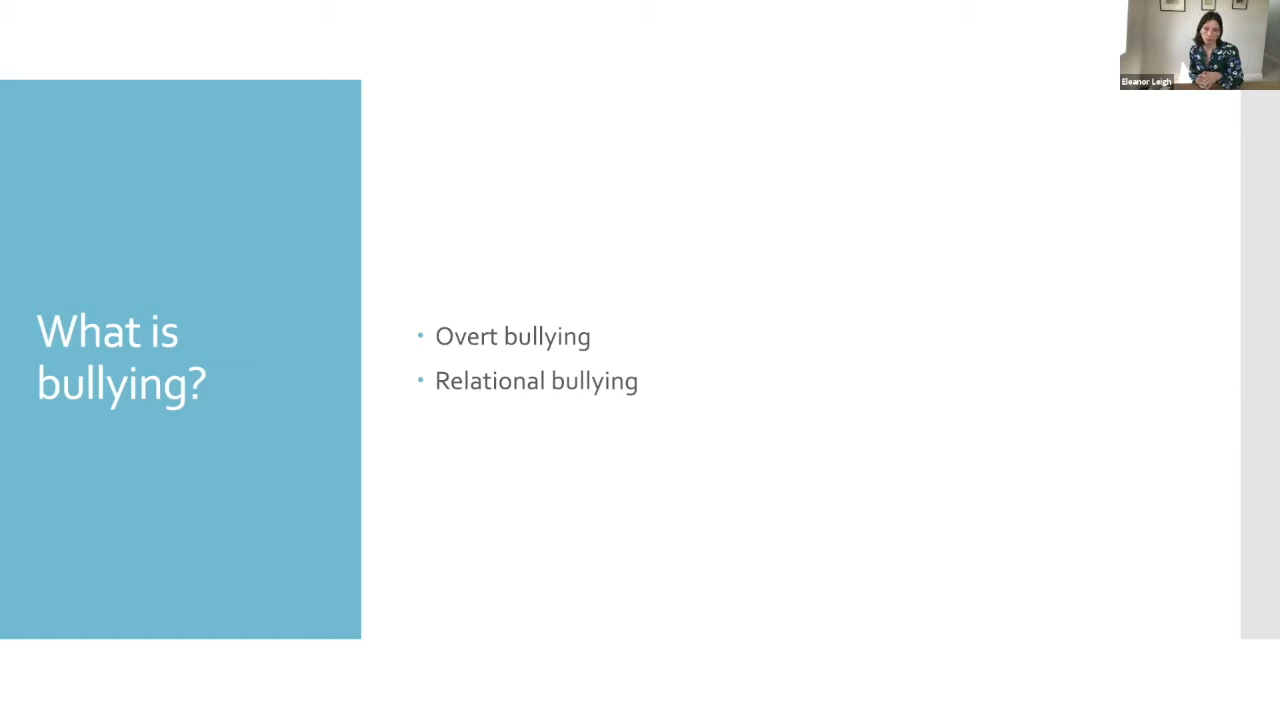 Eleanor Leigh
What is
bullying?
• Overt bullying
• Relational bullying